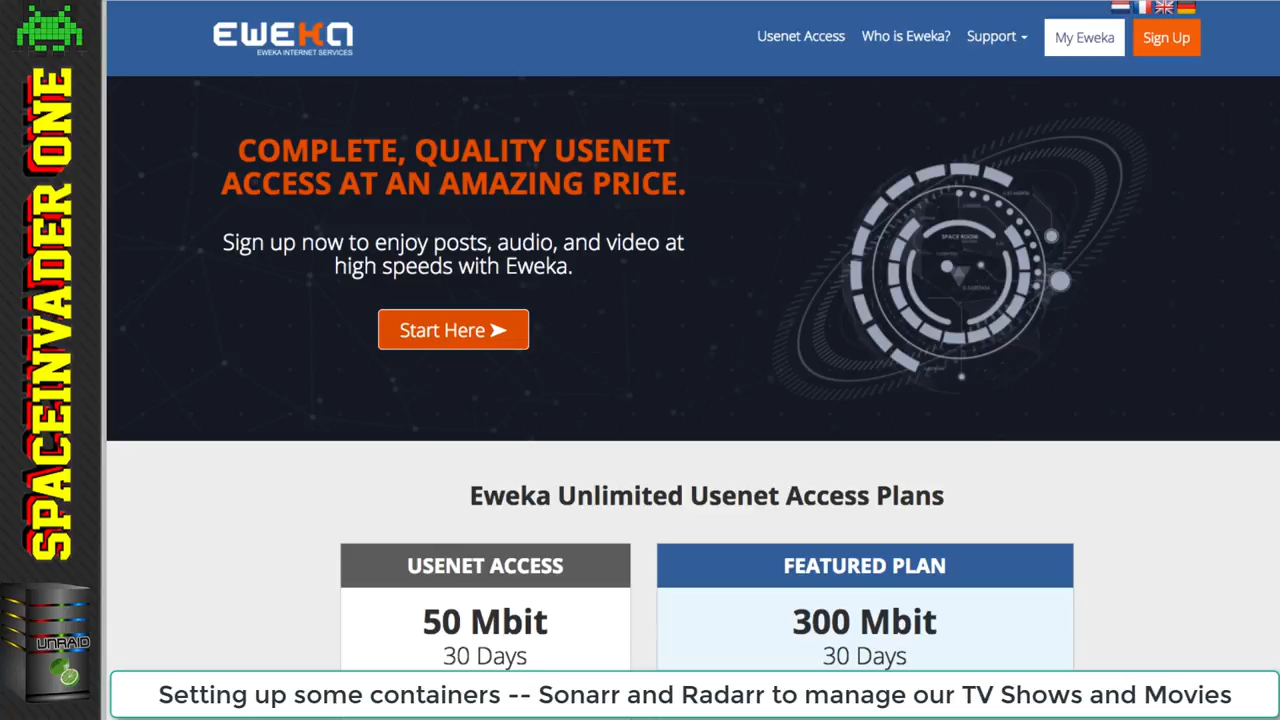 SPACEINVADER ONE
UNRAID
EWEKA
EWEKA INTERNET SERVICES
Usenet Access
Who is Eweka?
Support
My Eweka
Sign Up
COMPLETE, QUALITY USENET
ACCESS AT AN AMAZING PRICE.
Sign up now to enjoy posts, audio, and video at
high speeds with Eweka.
Start Here
SPACE ROOM
Eweka Unlimited Usenet Access Plans
USENET ACCESS
50 Mbit
30 Days
FEATURED PLAN
300 Mbit
30 Days
Setting up some containers -- Sonarr and Radarr to manage our TV Shows and Movies